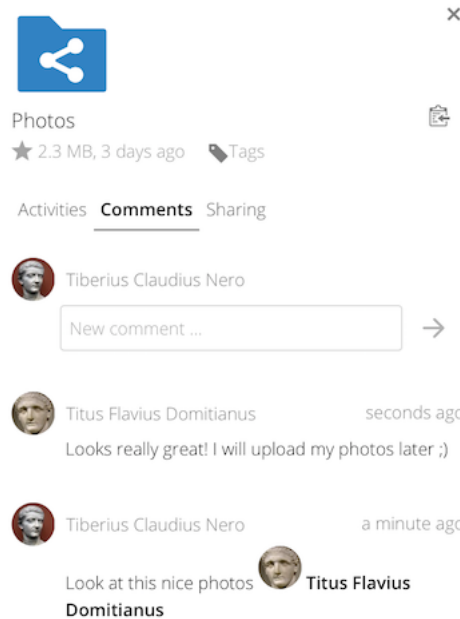 Photos
2.3 MB, 3 days ago Tags
Activities Comments Sharing
Tiberius Claudius Nero
New comment ...
Titus Flavius Domitianus seconds ago
Looks really great! I will upload my photos later ;)
Tiberius Claudius Nero a minute ago
Look at this nice photos Titus Flavius
Domitianus